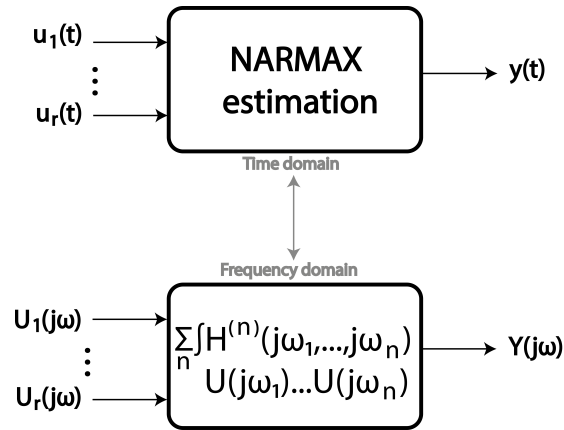 u₁(t)
⋮
uᵣ(t)
NARMAX
estimation
y(t)
Time domain
Frequency domain
U₁(jω)
⋮
Uᵣ(jω)
∑ₙ∫H⁽ⁿ⁾(jω₁,...,jωₙ)
U(jω₁)...U(jωₙ)
Y(jω)